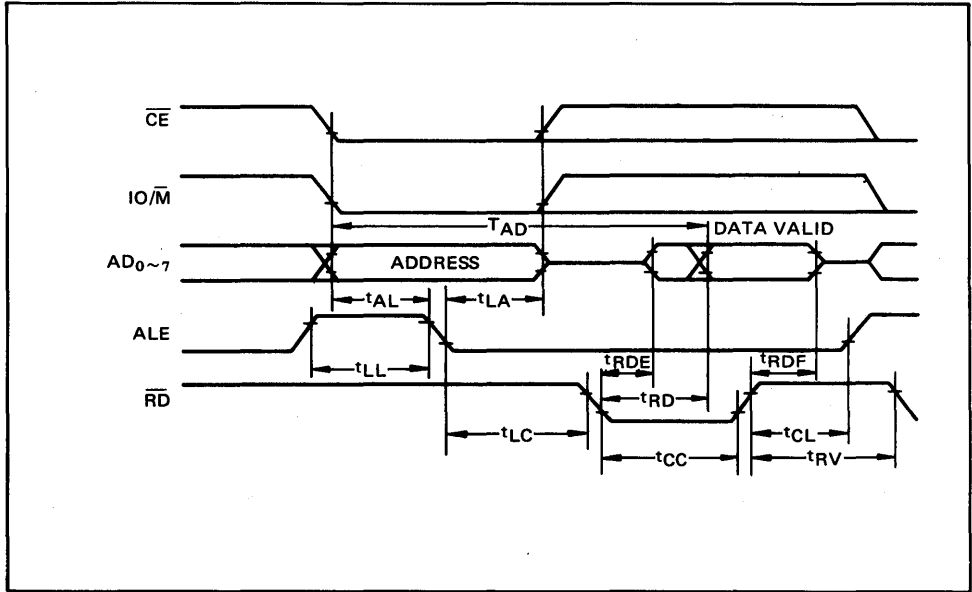 CE
IO/M
TAD
DATA VALID
AD0~7
ADDRESS
tAL
tLA
ALE
tLL
tRDE
tRDF
RD
tRD
tLC
tCL
tCC
tRV